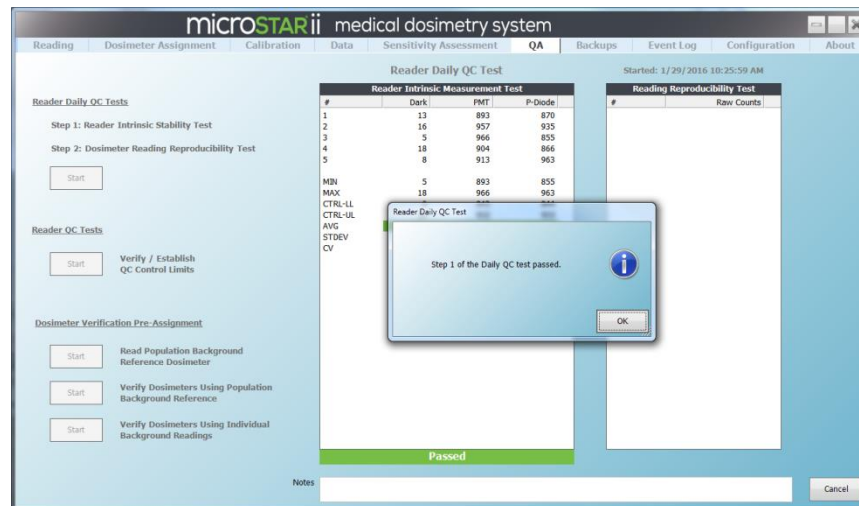 microSTARii medical dosimetry system
Reading Dosimeter Assignment Calibration Data Sensitivity Assessment QA Backups Event Log Configuration About
Reader Daily QC Test Started: 1/29/2016 10:25:59 AM
Reader Daily QC Tests
Step 1: Reader Intrinsic Stability Test
Step 2: Dosimeter Reading Reproducibility Test
Start
Reader QC Tests
Start Verify / Establish
QC Control Limits
Dosimeter Verification Pre-Assignment
Start Read Population Background
Reference Dosimeter
Start Verify Dosimeters Using Population
Background Reference
Start Verify Dosimeters Using Individual
Background Readings
Reader Intrinsic Measurement Test
# Dark PMT P-Diode
1 13 893 870
2 16 957 935
3 5 966 855
4 18 904 866
5 8 913 963
MIN 5 893 855
MAX 18 966 963
CTRL-LL
CTRL-UL
AVG
STDEV
CV
Passed
Reader Daily QC Test
Step 1 of the Daily QC test passed.
OK
Reading Reproducibility Test
# Raw Counts
Notes
Cancel